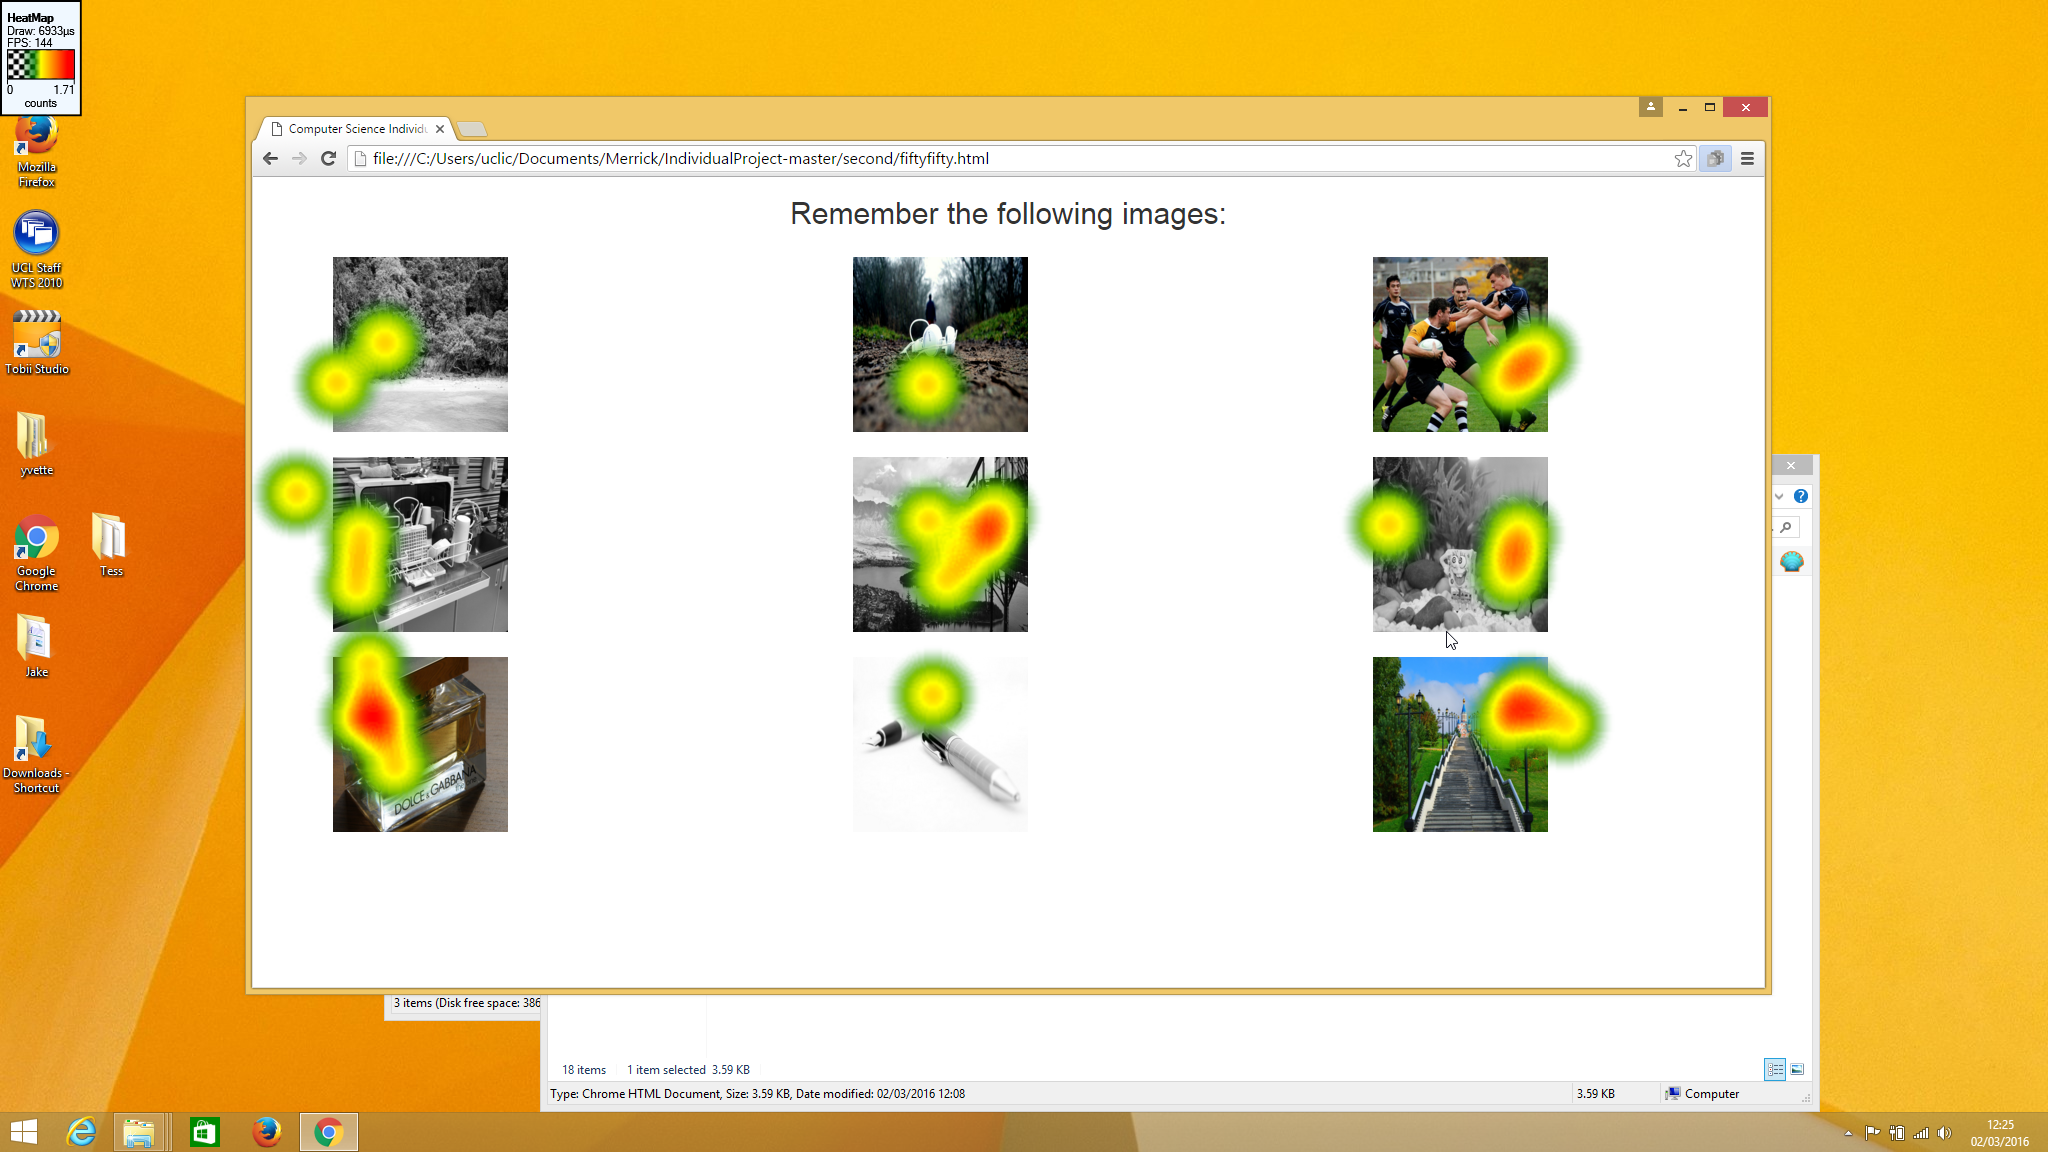 HeatMap
Draw: 6933µs
FPS: 144
0 1.71
counts
Mozilla
Firefox
UCL Staff
WTS 2010
Tobii Studio
yvette
Google
Chrome
Tess
Jake
Downloads -
Shortcut
Computer Science Individu
file:///C:/Users/uclic/Documents/Merrick/IndividualProject-master/second/fiftyfifty.html
Remember the following images:
DOLCE & GABBANA
3 items (Disk free space: 386
18 items 1 item selected 3.59 KB
Type: Chrome HTML Document, Size: 3.59 KB, Date modified: 02/03/2016 12:08 3.59 KB Computer
12:25
02/03/2016